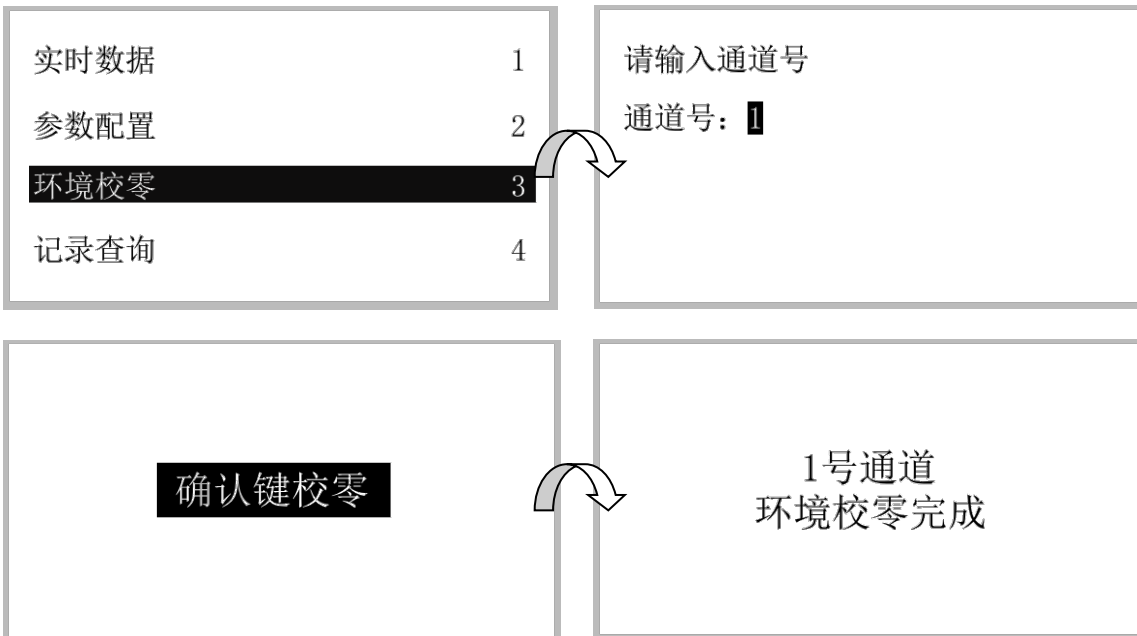 实时数据 1
参数配置 2
环境校零 3
记录查询 4
请输入通道号
通道号：1
确认键校零
1号通道
环境校零完成